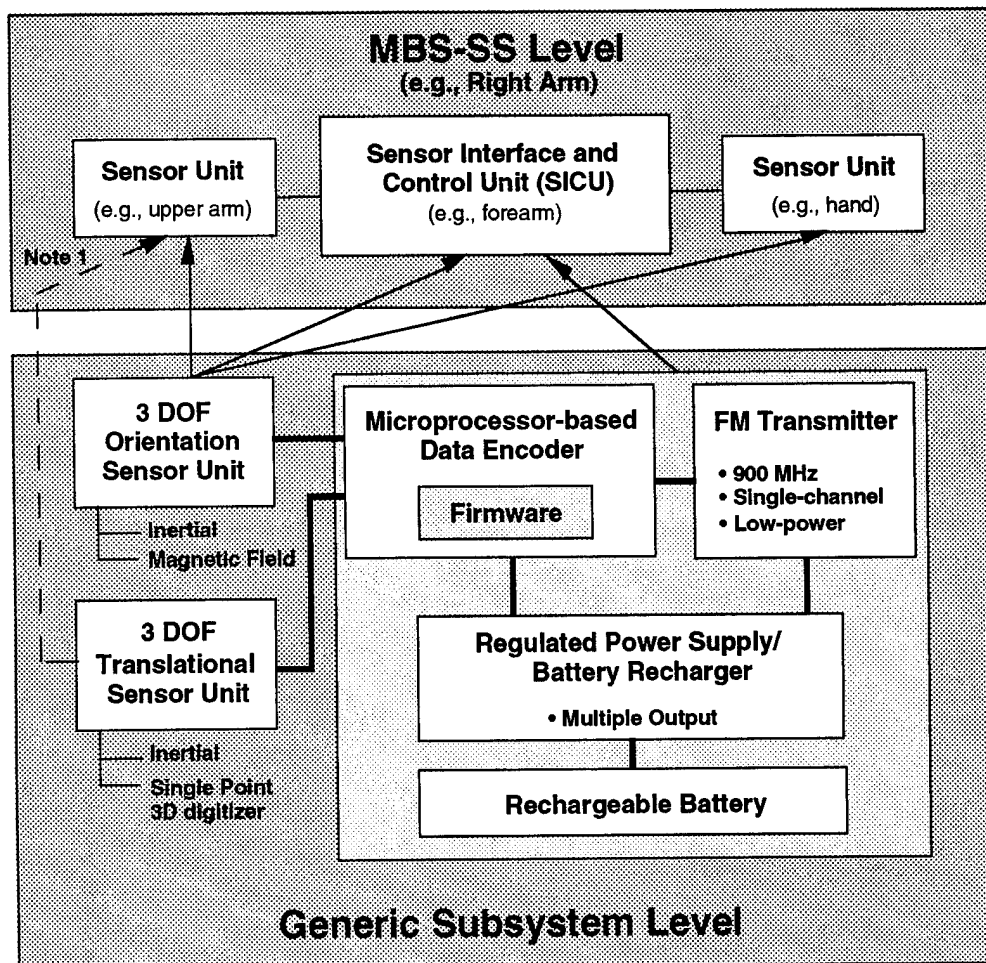 MBS-SS Level
(e.g., Right Arm)
Sensor Unit
(e.g., upper arm)
Sensor Interface and
Control Unit (SICU)
(e.g., forearm)
Sensor Unit
(e.g., hand)
Note 1
3 DOF
Orientation
Sensor Unit
Inertial
Magnetic Field
Microprocessor-based
Data Encoder
Firmware
FM Transmitter
• 900 MHz
• Single-channel
• Low-power
3 DOF
Translational
Sensor Unit
Inertial
Single Point
3D digitizer
Regulated Power Supply/
Battery Recharger
• Multiple Output
Rechargeable Battery
Generic Subsystem Level